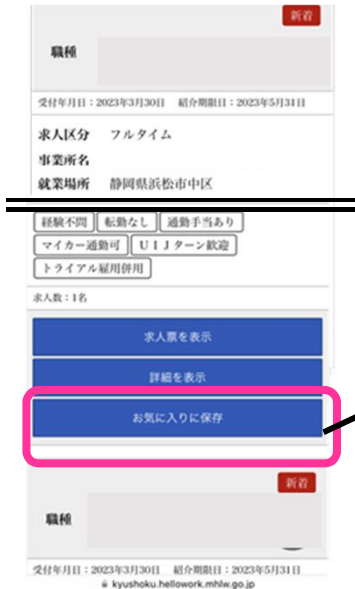 新着
職種
受付年月日：2023年3月30日 紹介期限日：2023年5月31日
求人区分 フルタイム
事業所名
就業場所 静岡県浜松市中区
経験不問 転勤なし 通勤手当あり
マイカー通勤可 UIJターン歓迎
トライアル雇用併用
求人数：1名
求人票を表示
詳細を表示
お気に入りに保存
新着
職種
受付年月日：2023年3月30日 紹介期限日：2023年5月31日
kyushoku.hellowork.mhlw.go.jp